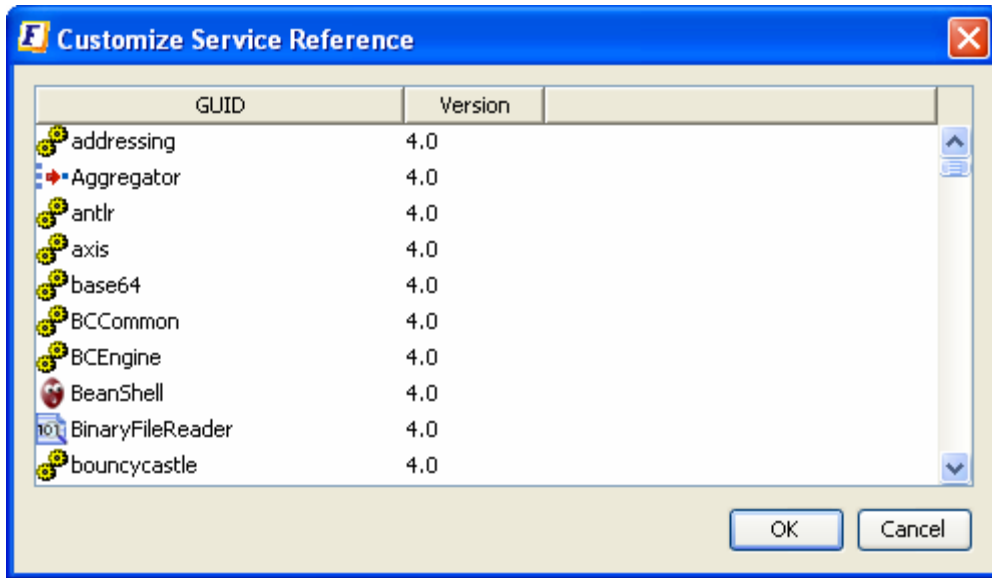 F Customize Service Reference
GUID Version
addressing 4.0
Aggregator 4.0
antlr 4.0
axis 4.0
base64 4.0
BCCommon 4.0
BCEngine 4.0
BeanShell 4.0
101 BinaryFileReader 4.0
bouncycastle 4.0
OK Cancel